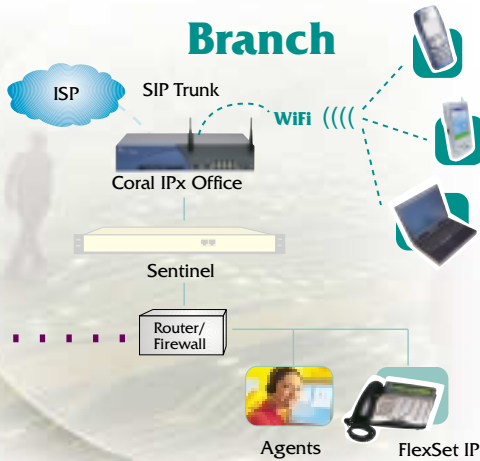 Branch
ISP
SIP Trunk
WiFi
Coral IPx Office
Sentinel
Router/
Firewall
Agents
FlexSet IP